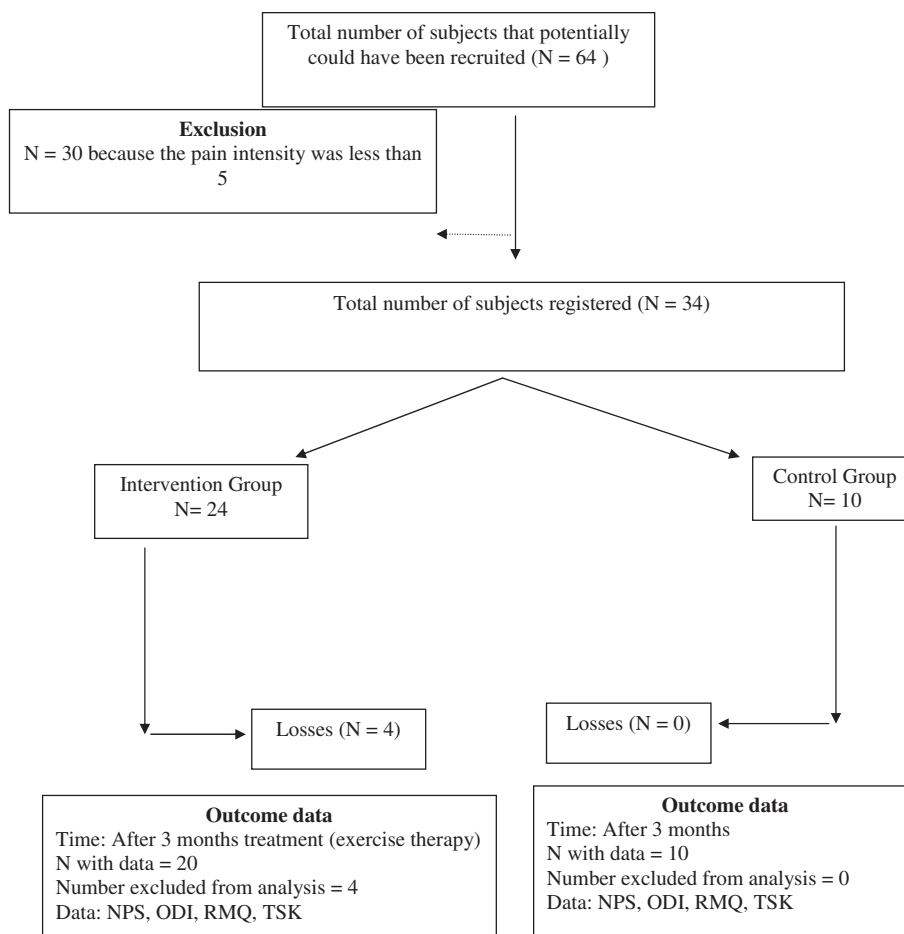 Total number of subjects that potentially
could have been recruited (N = 64 )
Exclusion
N = 30 because the pain intensity was less than
5
Total number of subjects registered (N = 34)
Intervention Group
N= 24
Control Group
N= 10
Losses (N = 4)
Losses (N = 0)
Outcome data
Time: After 3 months treatment (exercise therapy)
N with data = 20
Number excluded from analysis = 4
Data: NPS, ODI, RMQ, TSK
Outcome data
Time: After 3 months
N with data = 10
Number excluded from analysis = 0
Data: NPS, ODI, RMQ, TSK